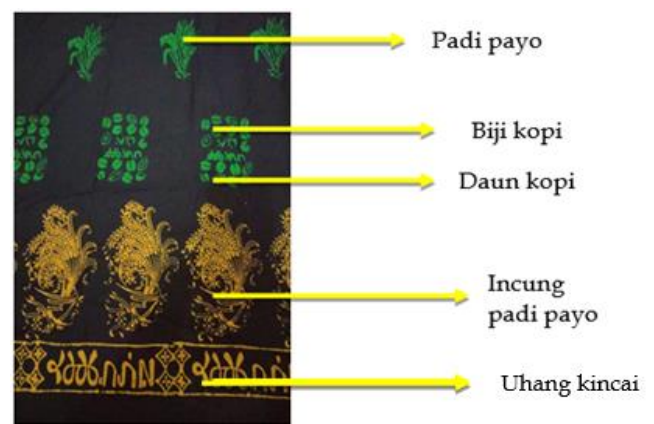 Padi payo
Biji kopi
Daun kopi
Incung
padi payo
Uhang kincai